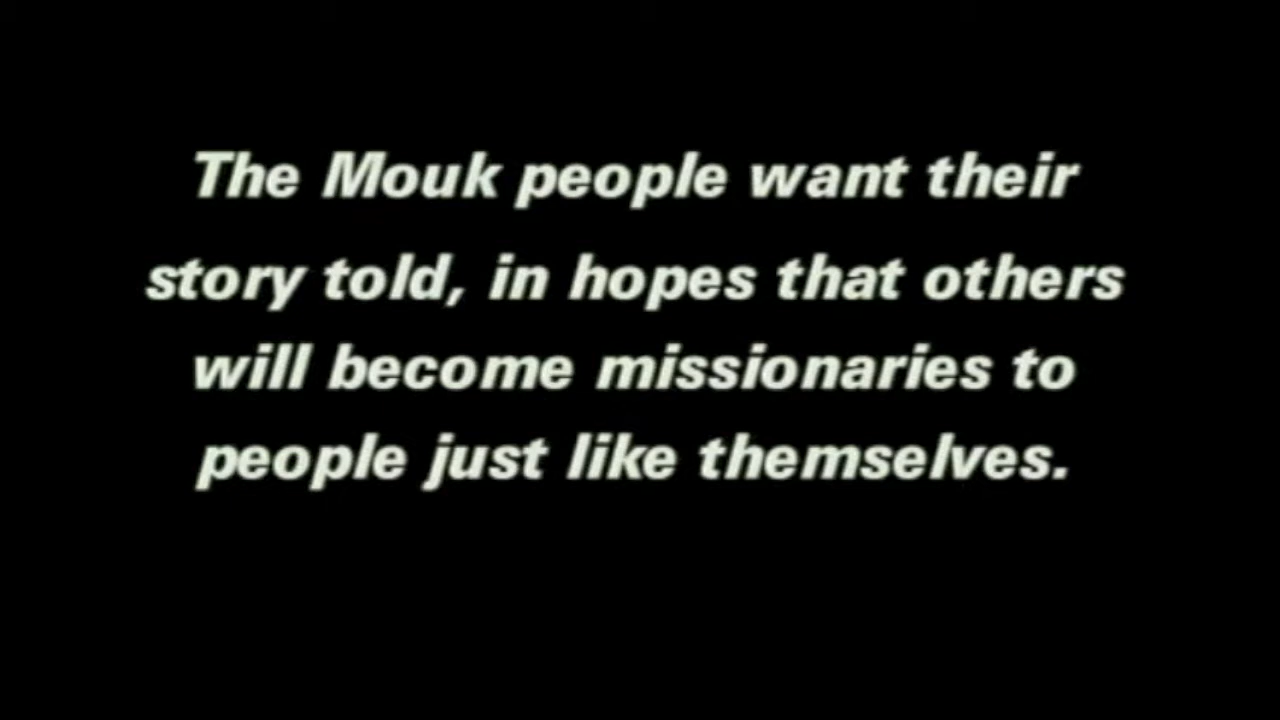 The Mouk people want their
story told, in hopes that others
will become missionaries to
people just like themselves.